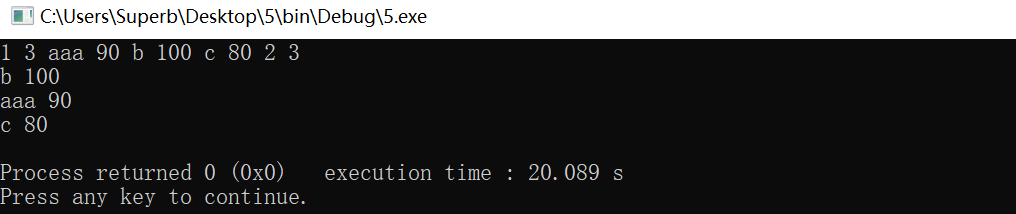 C:\Users\Superb\Desktop\5\bin\Debug\5.exe
1 3 aaa 90 b 100 c 80 2 3
b 100
aaa 90
c 80
Process returned 0 (0x0)   execution time : 20.089 s
Press any key to continue.